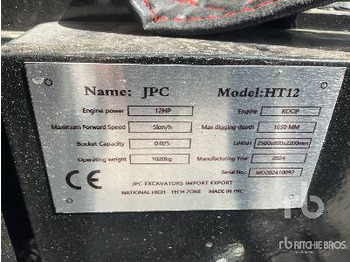 Name: JPC Model:HT12
Engine power 12HP Engine KOOP
Maximum Forward Speed 5km/h Max digging depth 1650 MM
Bocket Capacity 0.025 LxWxH 2500x800x2200mm
Operating weight 1020kg Manufacturing Year 2024
Serial No.: MD202410092
CE
JPC EXCAVATORS IMPORT EXPORT
NATIONAL HIGH - TECH ZONE MADE IN PRC
rb
RITCHIE BROS